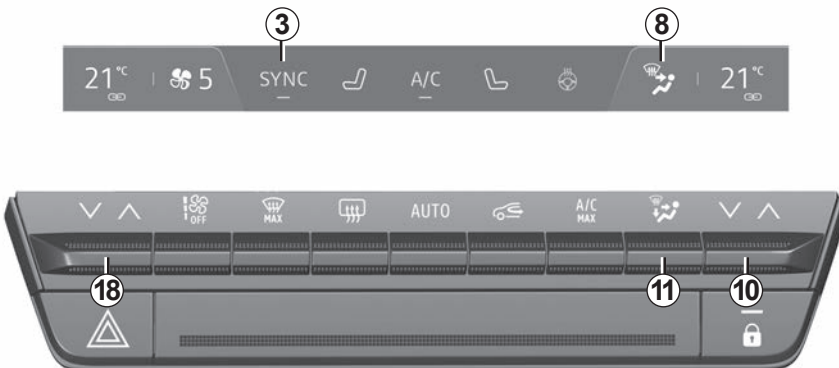 3 8
21°C 5 SYNC A/C 21°C
OFF MAX AUTO A/C MAX
18 11 10